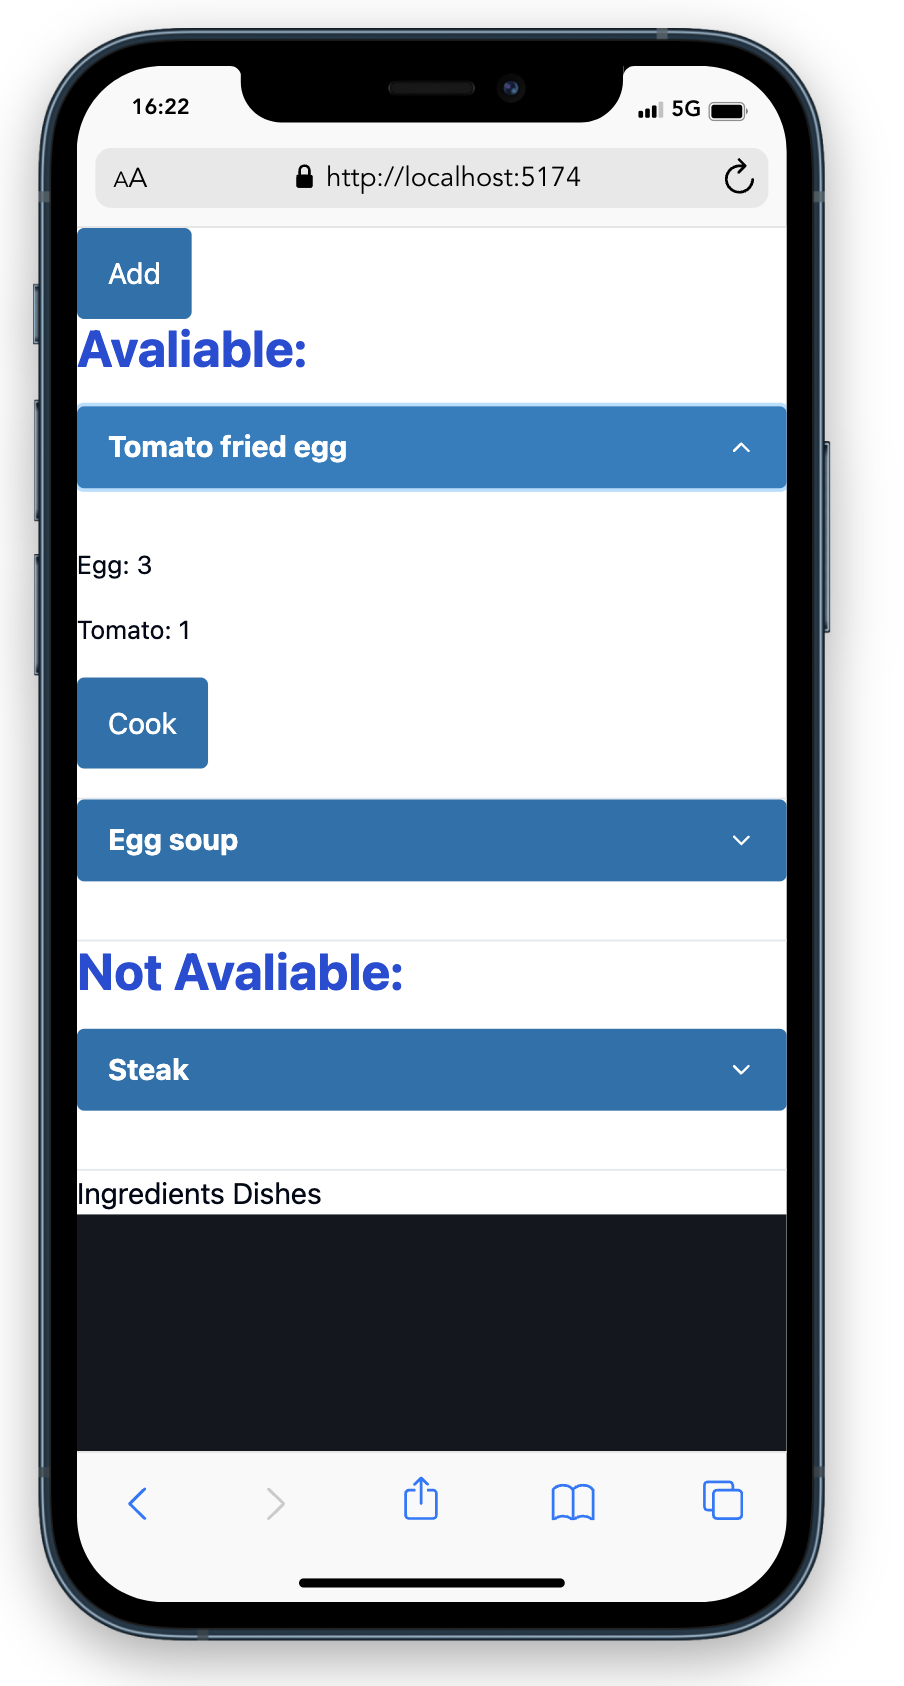 16:22
5G
AA
http://localhost:5174
Add
Avaliable:
Tomato fried egg
Egg: 3
Tomato: 1
Cook
Egg soup
Not Avaliable:
Steak
Ingredients Dishes